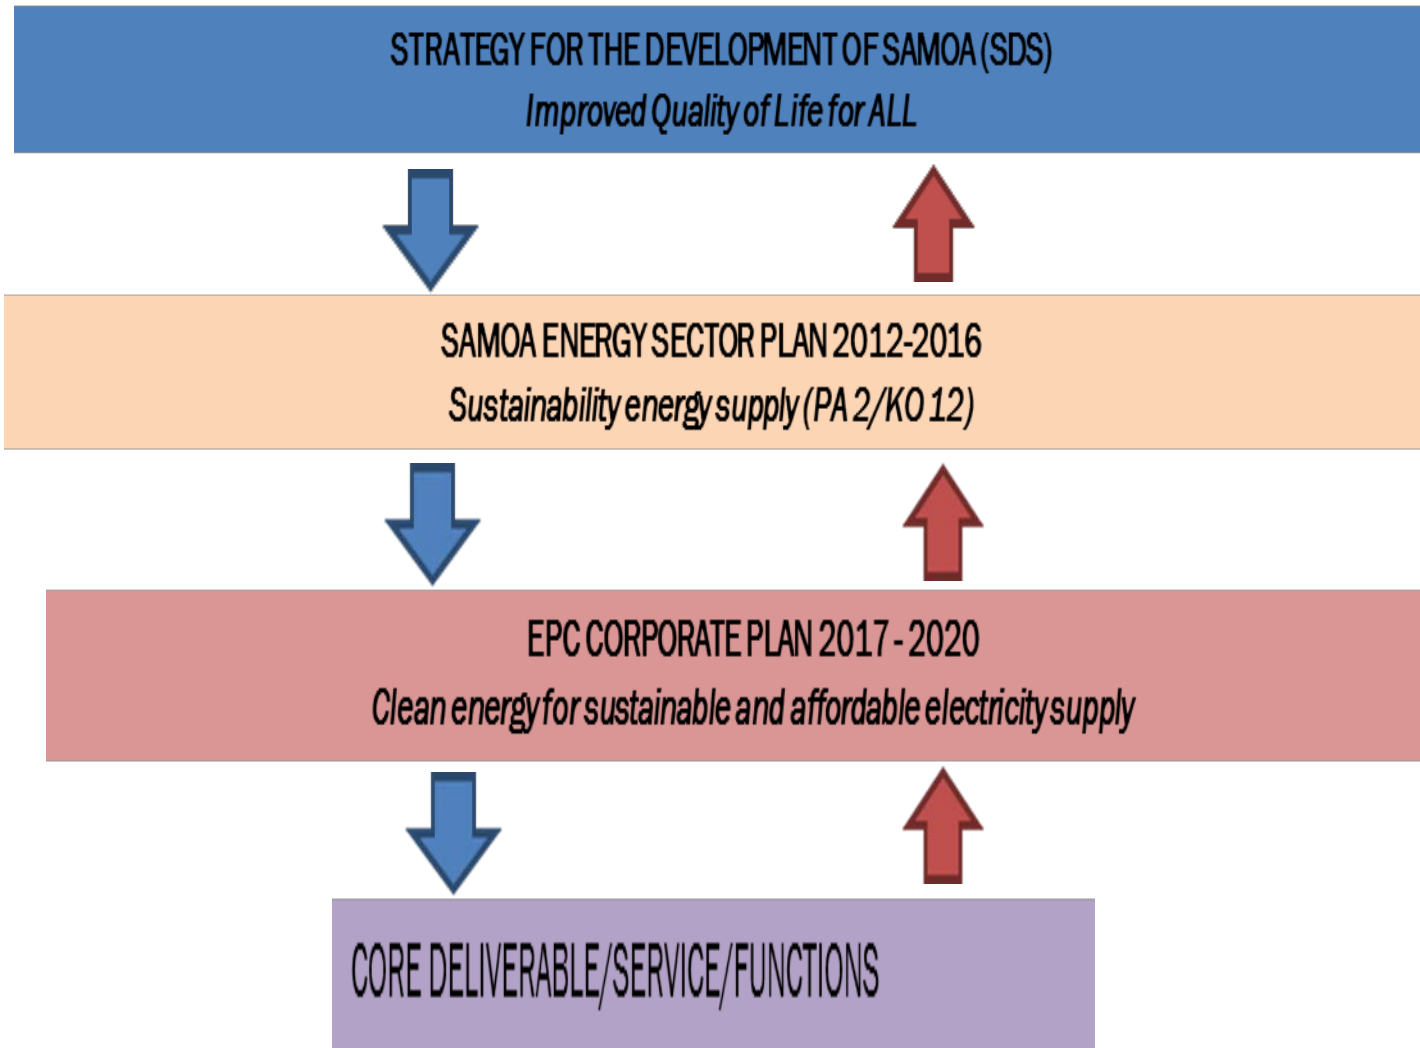 STRATEGY FOR THE DEVELOPMENT OF SAMOA (SDS)
Improved Quality of Life for ALL
SAMOA ENERGY SECTOR PLAN 2012-2016
Sustainability energy supply (PA 2/KO 12)
EPC CORPORATE PLAN 2017 - 2020
Clean energy for sustainable and affordable electricity supply
CORE DELIVERABLE/SERVICE/FUNCTIONS